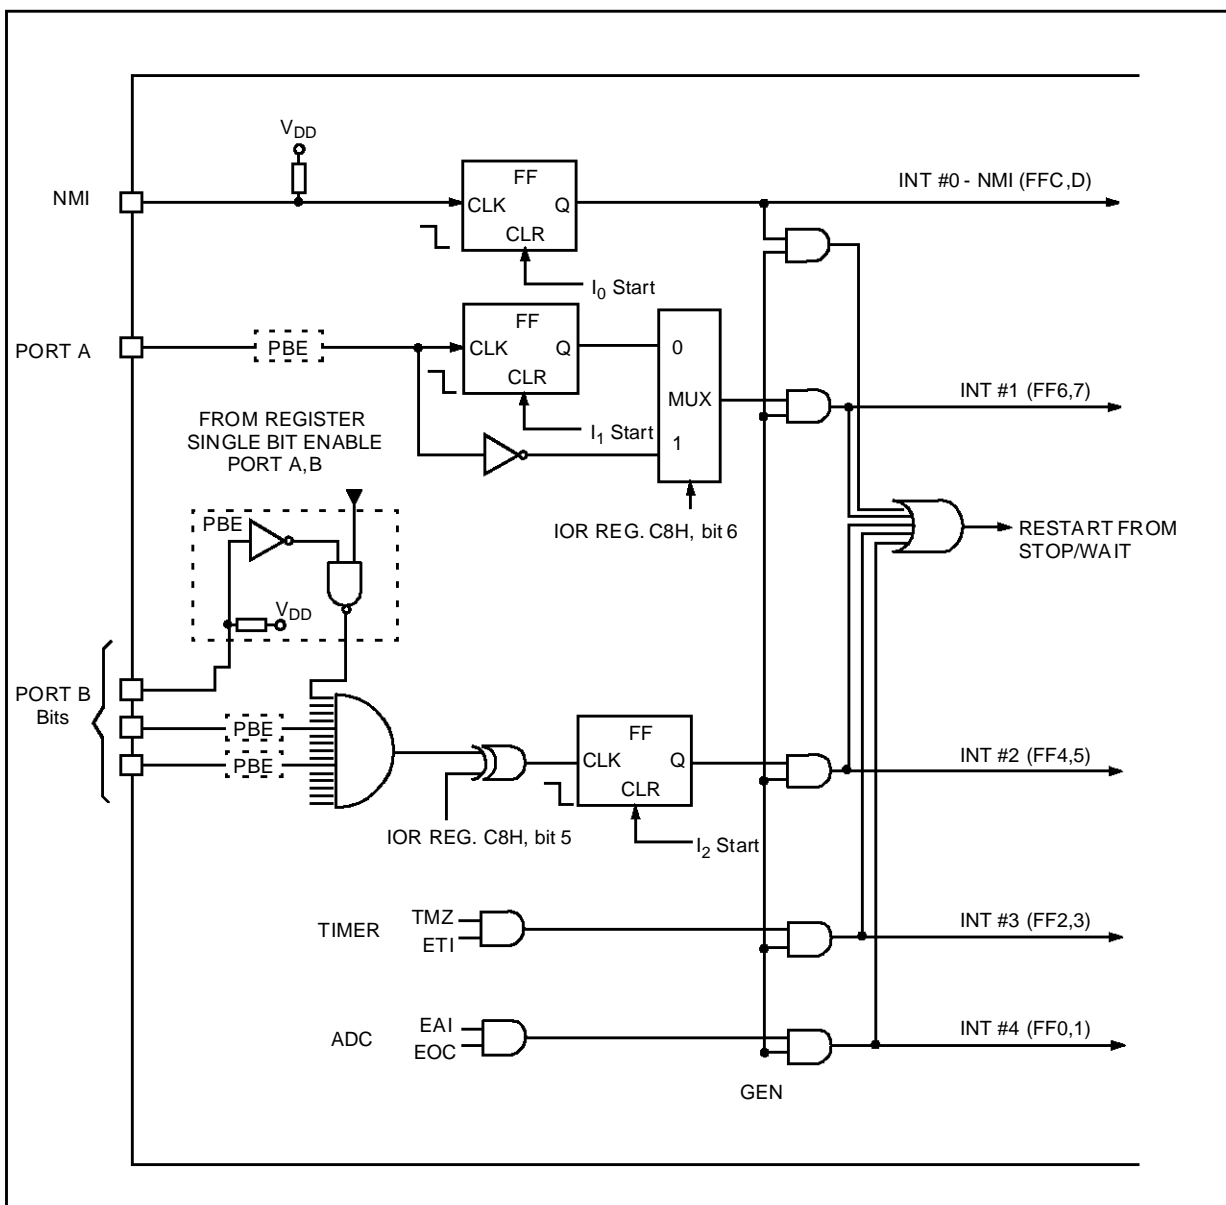 VDD
NMI
FF
CLK Q
CLR
I0 Start
INT #0 - NMI (FFC,D)
PORT A
PBE
FF
CLK Q
CLR
I1 Start
0
MUX
1
IOR REG. C8H, bit 6
INT #1 (FF6,7)
FROM REGISTER
SINGLE BIT ENABLE
PORT A,B
PBE
VDD
RESTART FROM
STOP/WAIT
PORT B
Bits
PBE
PBE
FF
CLK Q
CLR
IOR REG. C8H, bit 5
I2 Start
INT #2 (FF4,5)
TIMER
TMZ
ETI
INT #3 (FF2,3)
ADC
EAI
EOC
INT #4 (FF0,1)
GEN